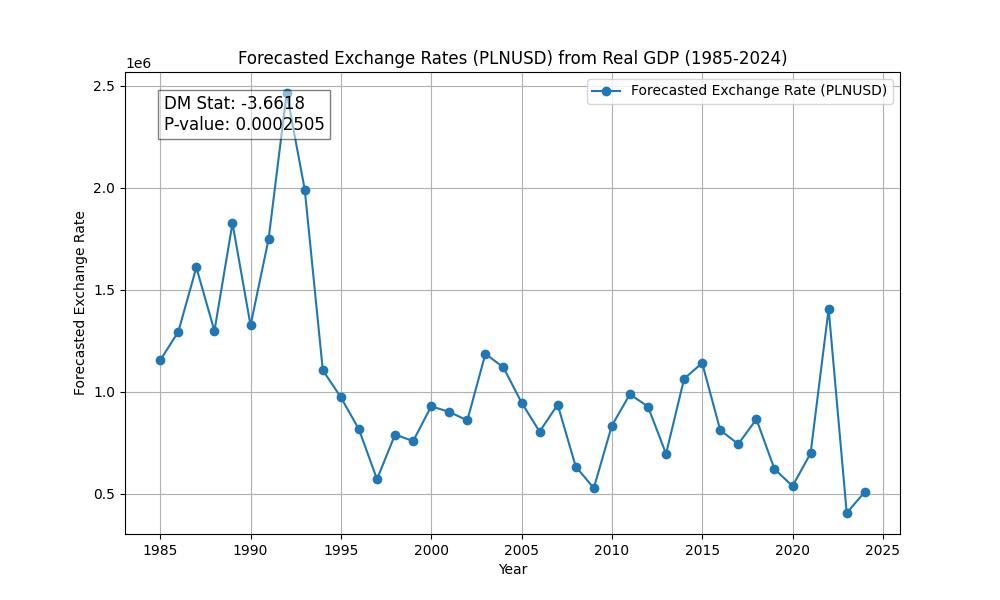 Forecasted Exchange Rates (PLNUSD) from Real GDP (1985-2024)
1e6
DM Stat: -3.6618
P-value: 0.0002505
Forecasted Exchange Rate (PLNUSD)
2.5
2.0
1.5
1.0
0.5
Forecasted Exchange Rate
1985 1990 1995 2000 2005 2010 2015 2020 2025
Year